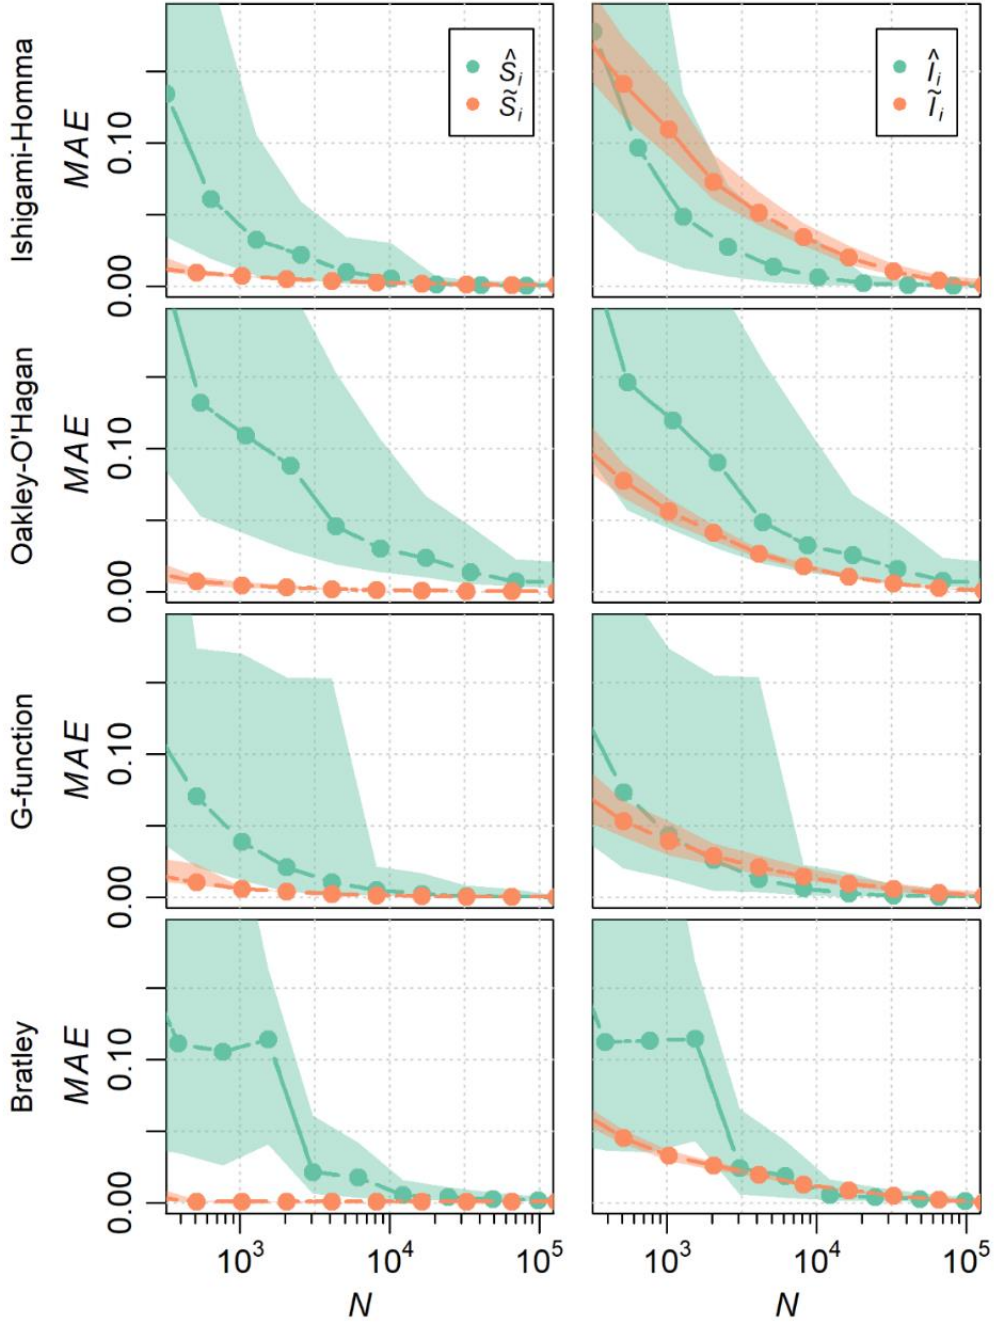 Ishigami-Homma
MAE
0.00
0.10
Ŝi
S̃i
Îi
Ĩi
Oakley-O'Hagan
MAE
0.00
0.10
G-function
MAE
0.00
0.10
Bratley
MAE
0.00
0.10
10³ 10⁴ 10⁵
N
10³ 10⁴ 10⁵
N